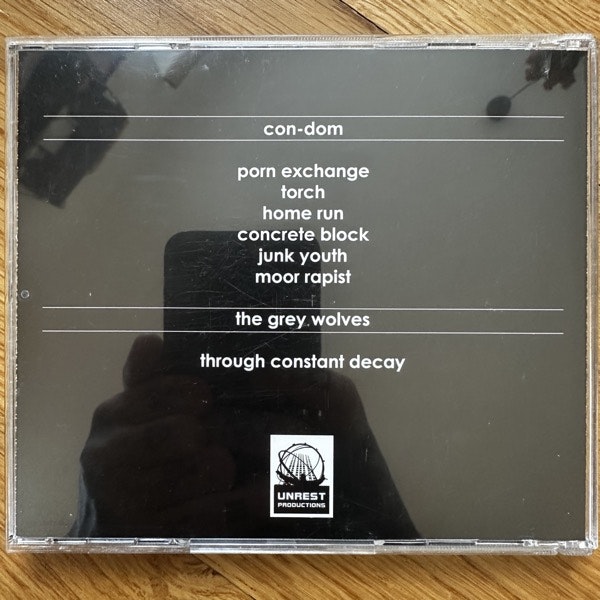 con-dom
porn exchange
torch
home run
concrete block
junk youth
moor rapist
the grey wolves
through constant decay
UNREST
PRODUCTIONS